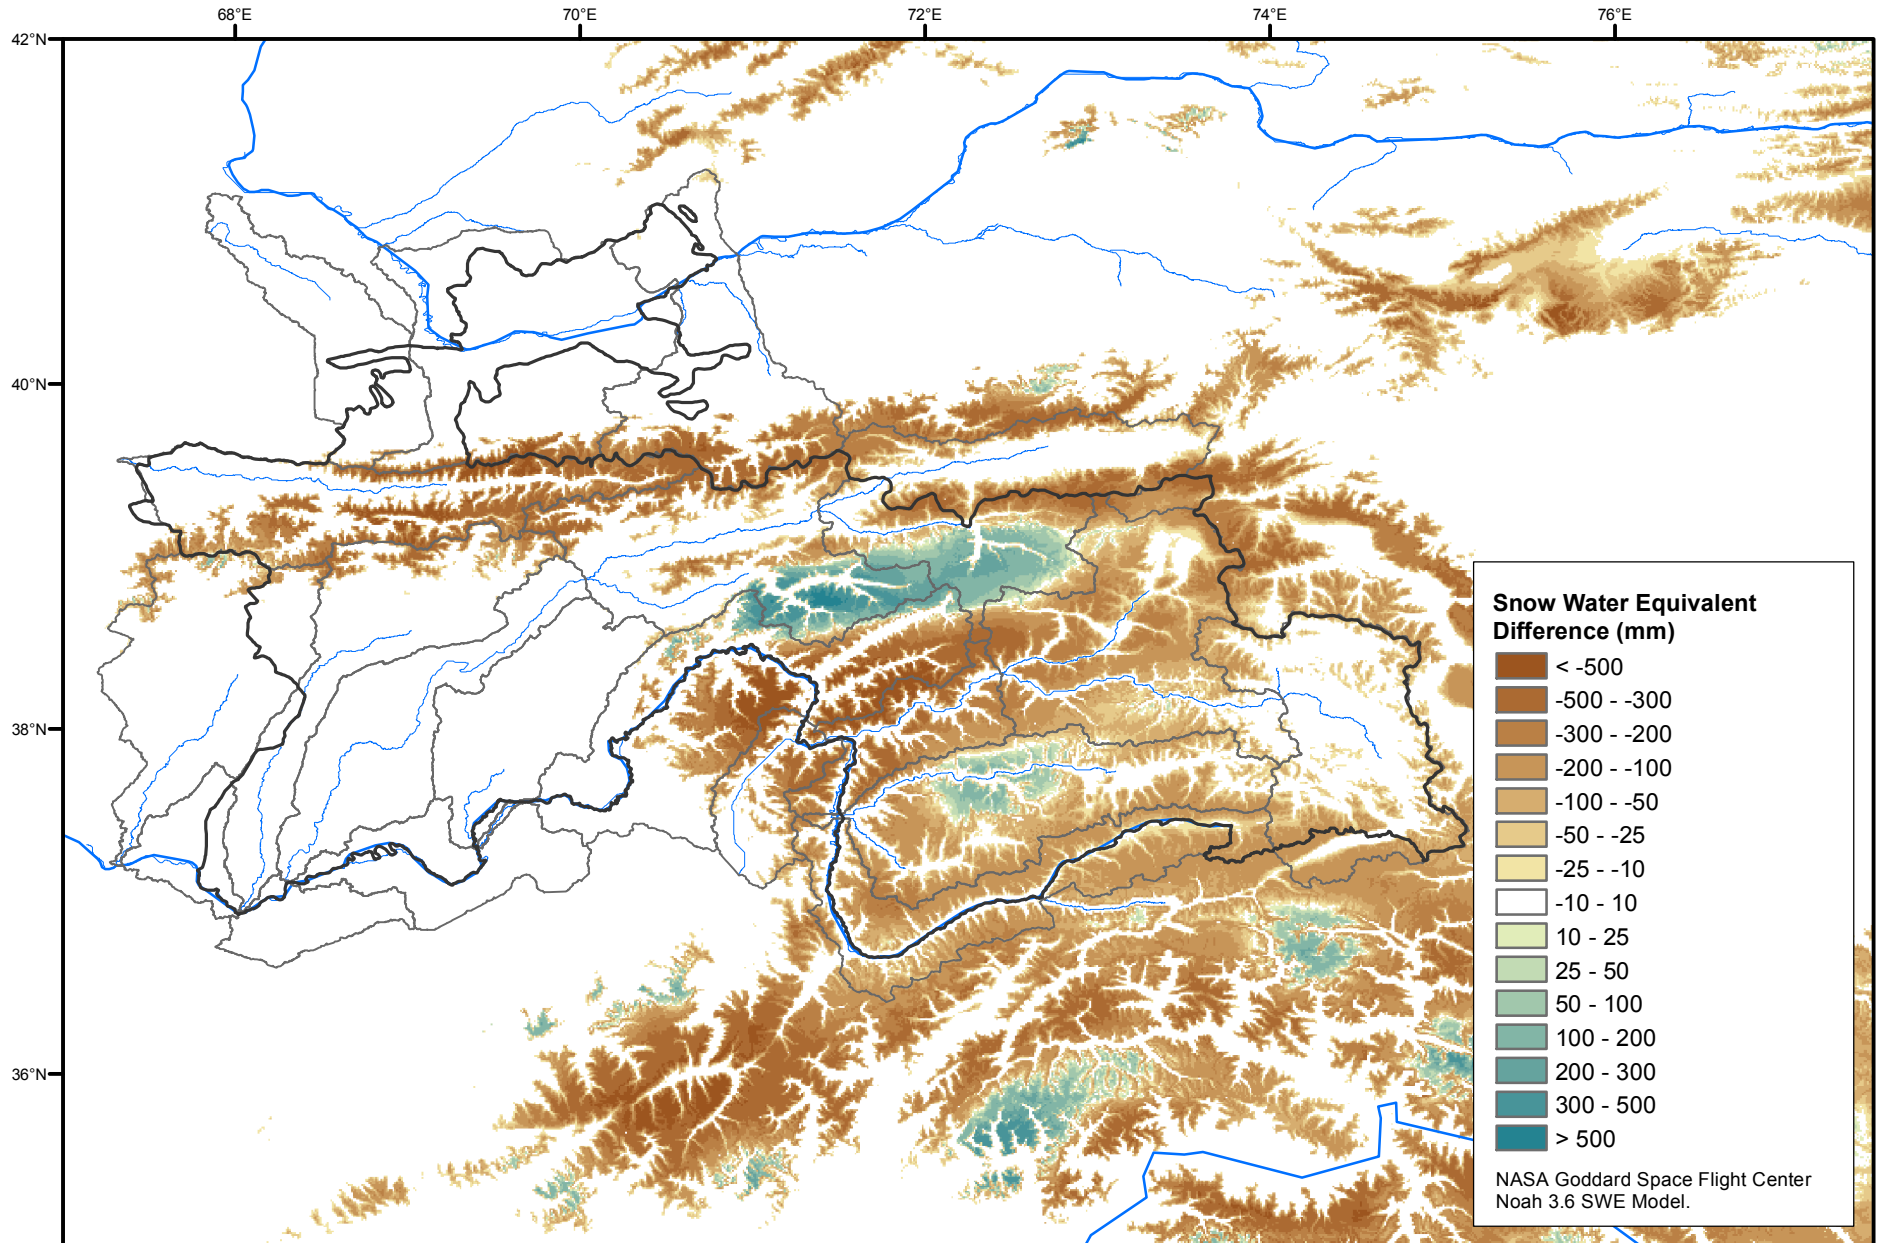 68°E
70°E
72°E
74°E
76°E
42°N
40°N
38°N
36°N
Snow Water Equivalent
Difference (mm)
< -500
-500 - -300
-300 - -200
-200 - -100
-100 - -50
-50 - -25
-25 - -10
-10 - 10
10 - 25
25 - 50
50 - 100
100 - 200
200 - 300
300 - 500
> 500
NASA Goddard Space Flight Center
Noah 3.6 SWE Model.